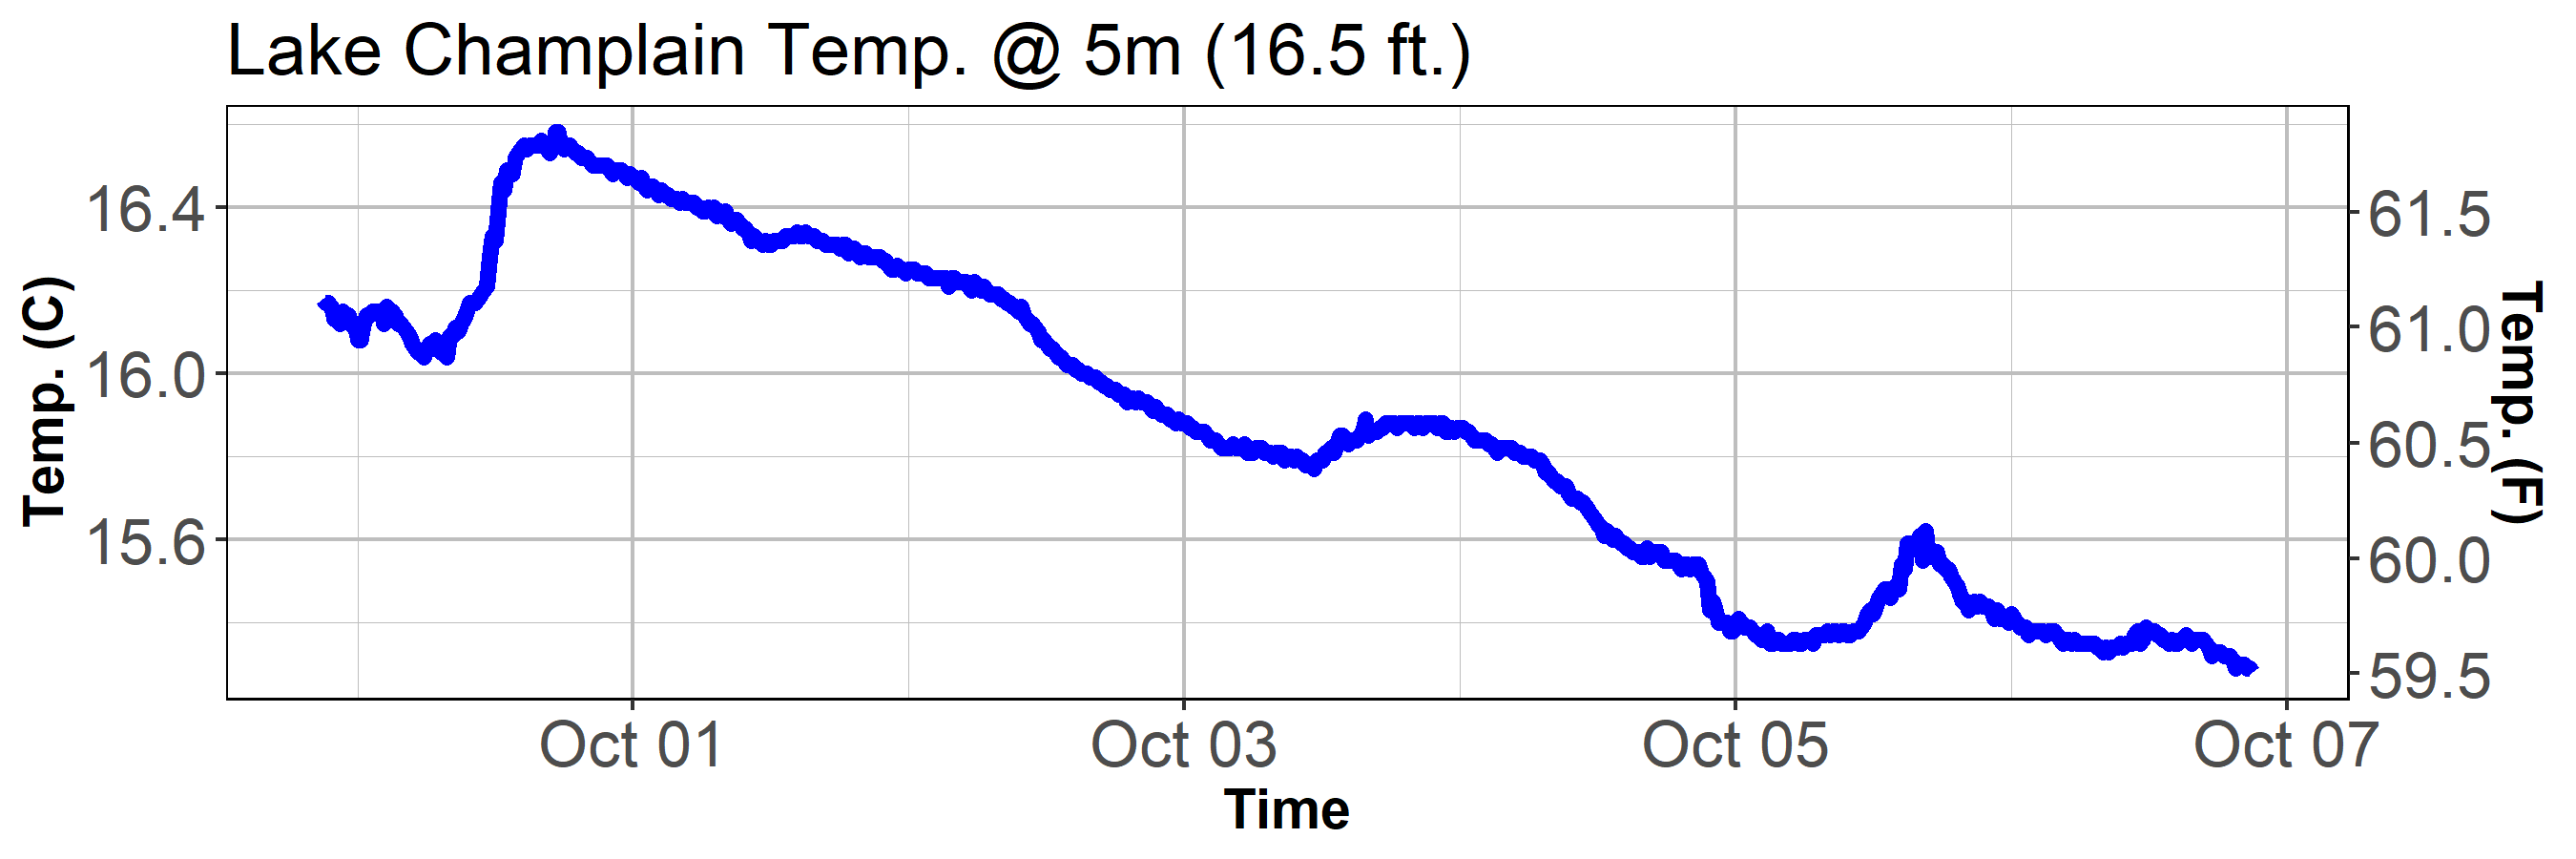 Lake Champlain Temp. @ 5m (16.5 ft.)
Temp. (C)
16.4
16.0
15.6
61.5
61.0
60.5
60.0
59.5
Temp. (F)
Oct 01 Oct 03 Oct 05 Oct 07
Time